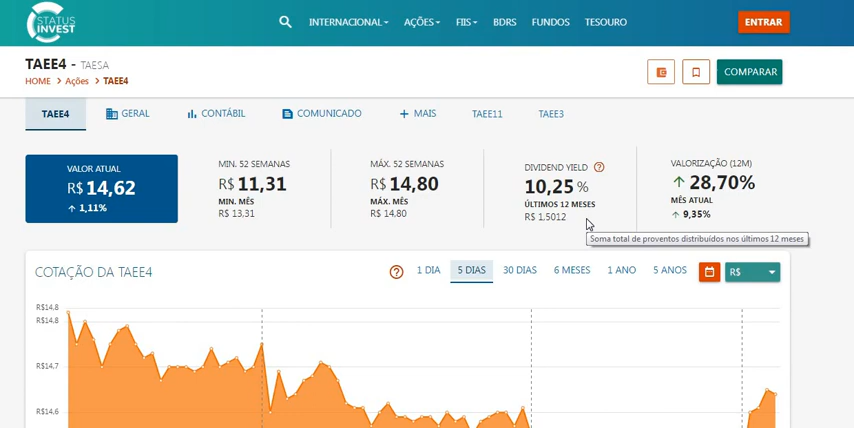 STATUS
INVEST
INTERNACIONAL
AÇÕES
FIIS
BDRS
FUNDOS
TESOURO
ENTRAR
TAEE4 - TAESA
HOME > Ações > TAEE4
COMPARAR
TAEE4
GERAL
CONTÁBIL
COMUNICADO
+ MAIS
TAEE11
TAEE3
VALOR ATUAL
R$ 14,62
↑ 1,11%
MIN. 52 SEMANAS
R$ 11,31
MIN. MÊS
R$ 13,31
MÁX. 52 SEMANAS
R$ 14,80
MÁX. MÊS
R$ 14,80
DIVIDEND YIELD ?
10,25 %
ÚLTIMOS 12 MESES
R$ 1,5012
VALORIZAÇÃO (12M)
↑ 28,70%
MÊS ATUAL
↑ 9,35%
Soma total de proventos distribuídos nos últimos 12 meses
COTAÇÃO DA TAEE4
?
1 DIA
5 DIAS
30 DIAS
6 MESES
1 ANO
5 ANOS
R$
R$14.8
R$14.8
R$14.7
R$14.6